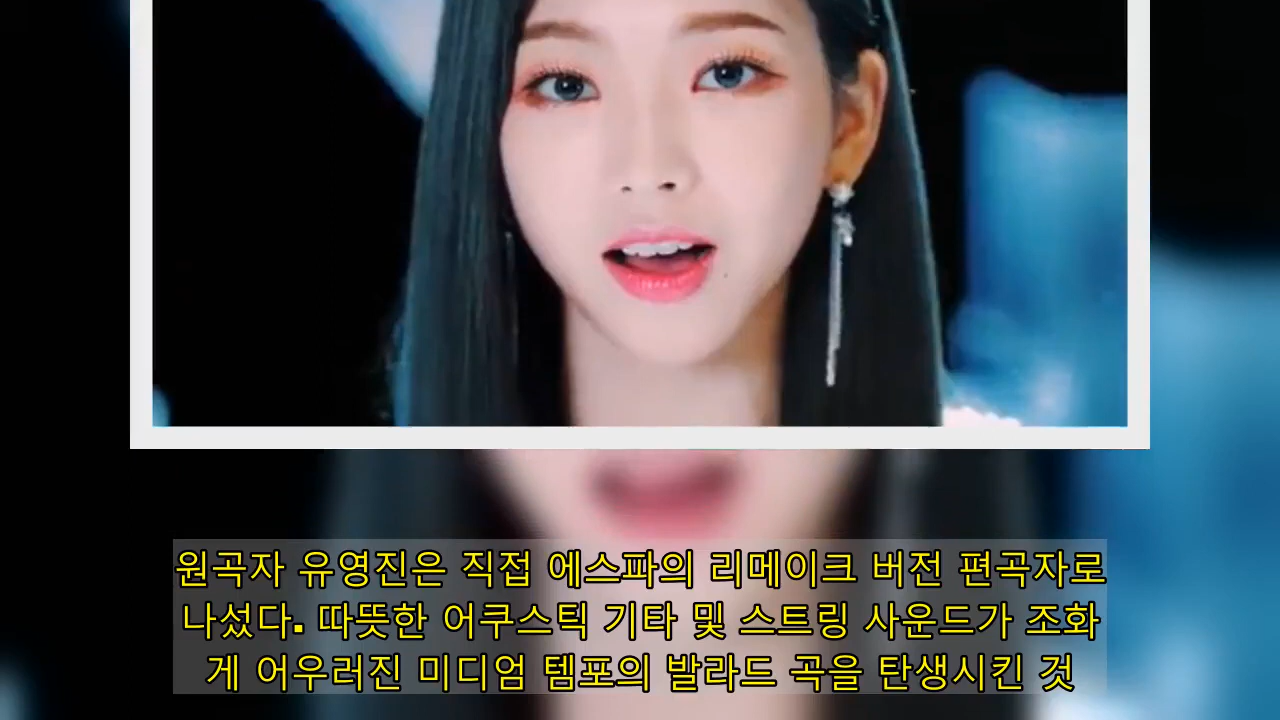 원곡자 유영진은 직접 에스파의 리메이크 버전 편곡자로
나섰다. 따뜻한 어쿠스틱 기타 및 스트링 사운드가 조화
게 어우러진 미디엄 템포의 발라드 곡을 탄생시킨 것